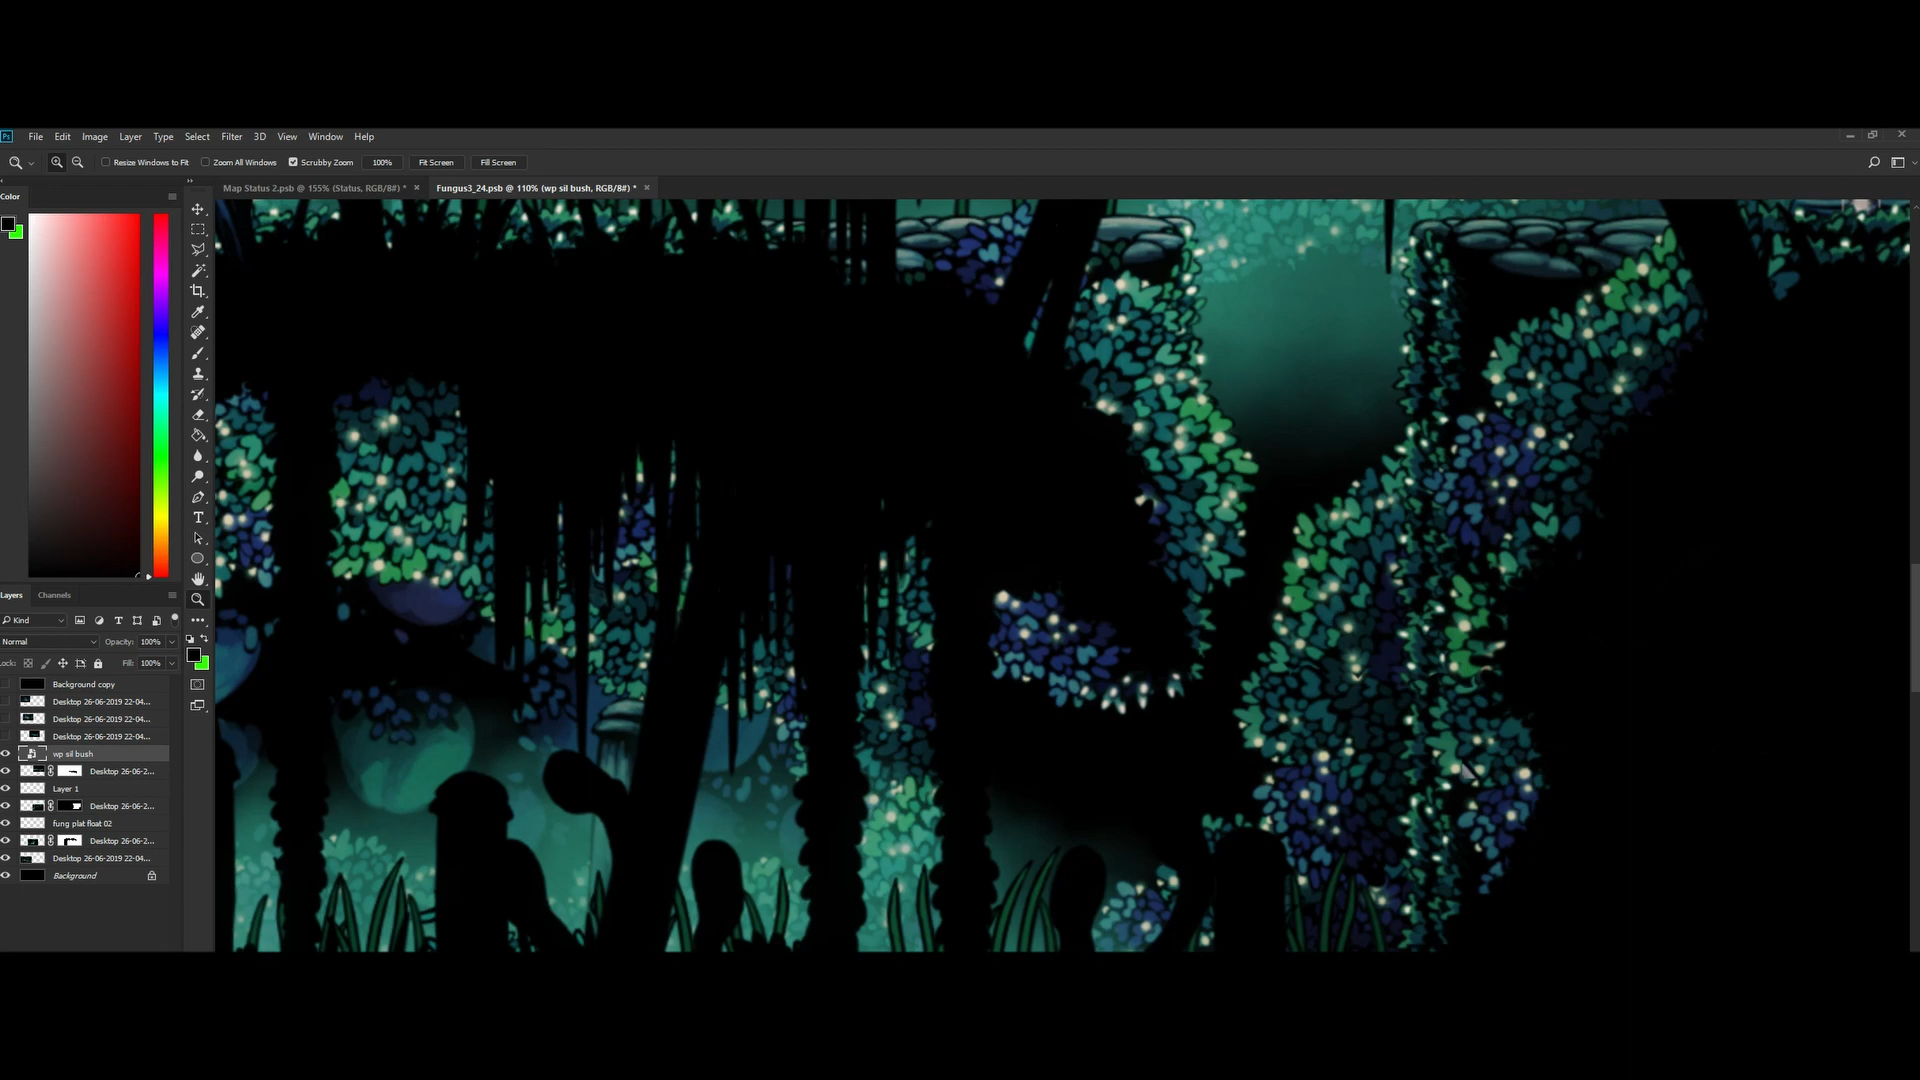 Ps File Edit Image Layer Type Select Filter 3D View Window Help
Resize Windows to Fit Zoom All Windows Scrubby Zoom 100% Fit Screen Fill Screen
Map Status 2.psb @ 155% (Status, RGB/8#) * Fungus3_24.psb @ 110% (wp sil bush, RGB/8#) *
Color
Layers Channels
Kind
Normal Opacity: 100%
Lock: Fill: 100%
Background copy
Desktop 26-06-2019 22-04...
Desktop 26-06-2019 22-04...
Desktop 26-06-2019 22-04...
wp sil bush
Desktop 26-06-2...
Layer 1
Desktop 26-06-2...
fung plat float 02
Desktop 26-06-2...
Desktop 26-06-2019 22-04...
Background